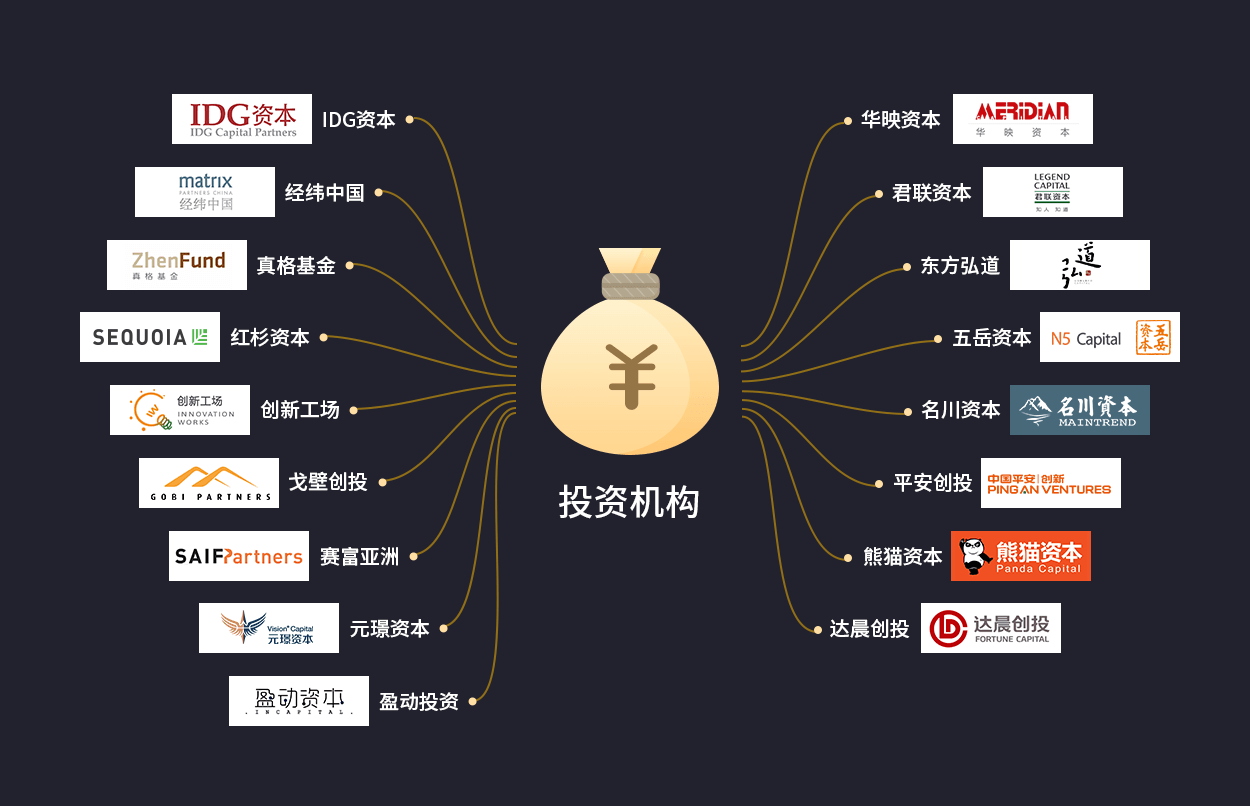 IDG资本
IDG Capital Partners
IDG资本
matrix
PARTNERS CHINA
经纬中国
经纬中国
ZhenFund
真格基金
真格基金
SEQUOIA
红杉资本
创新工场
INNOVATION
WORKS
创新工场
GOBI PARTNERS
戈壁创投
SAIF Partners
赛富亚洲
Vision+Capital
元璟资本
元璟资本
盈动资本
.INCAPITAL.
盈动投资
¥
投资机构
华映资本
MERiDiAN
华映资本
君联资本
LEGEND
CAPITAL
君联资本
知人 知道
东方弘道
弘道
五岳资本
N5 Capital
五岳
资本
名川资本
名川資本
MAINTREND
平安创投
中国平安|创新
PINGAN VENTURES
熊猫资本
熊猫资本
Panda Capital
达晨创投
达晨创投
FORTUNE CAPITAL